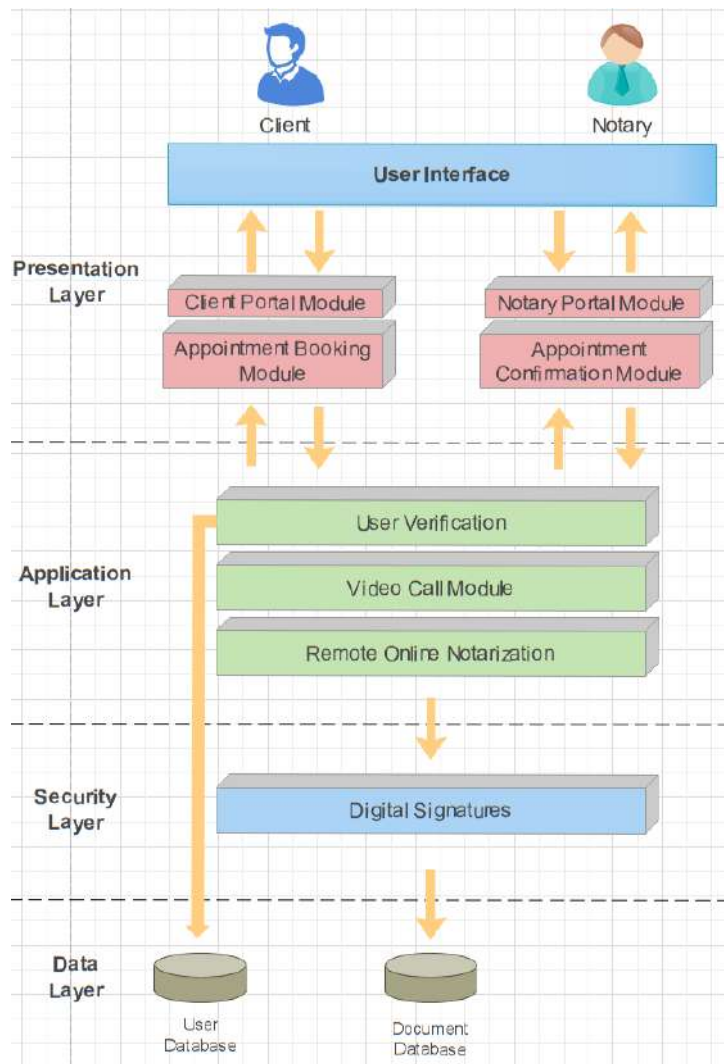 Client
Notary
User Interface
Presentation
Layer
Client Portal Module
Notary Portal Module
Appointment Booking
Module
Appointment
Confirmation Module
User Verification
Application
Layer
Video Call Module
Remote Online Notarization
Security
Layer
Digital Signatures
Data
Layer
User
Database
Document
Database